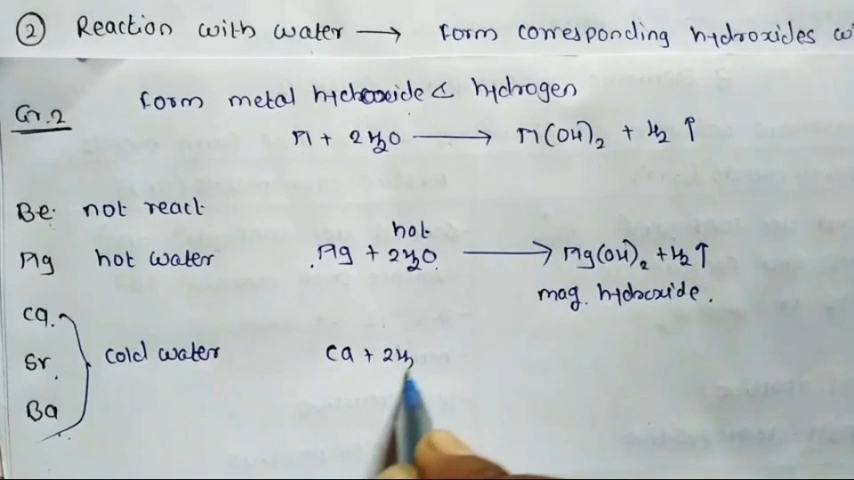 ② Reaction with water → form corresponding hydroxides wi
Gr.2 form metal hydroxide & hydrogen
M + 2H₂O → M(OH)₂ + H₂ ↑
Be. not react
hot
Mg hot water Mg + 2H₂O → Mg(OH)₂ + H₂↑
mag. hydroxide.
Ca.
Sr. cold water Ca + 2H
Ba